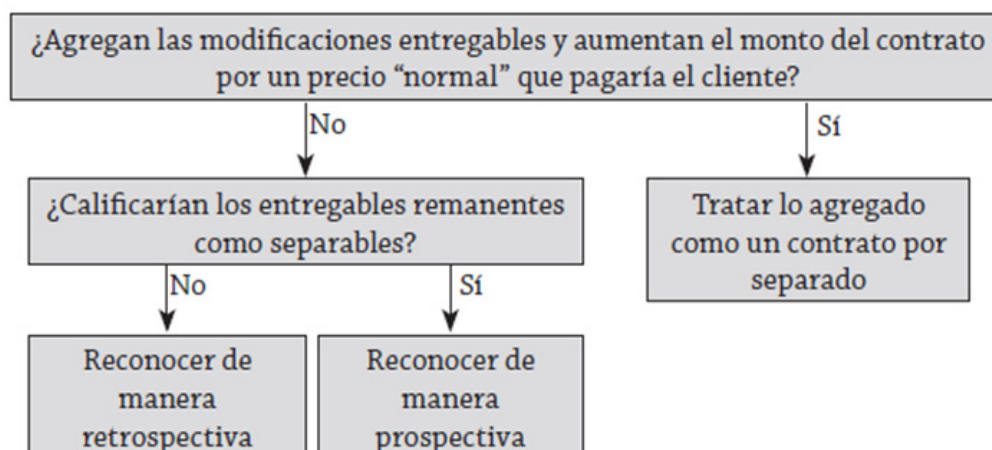 ¿Agregan las modificaciones entregables y aumentan el monto del contrato
por un precio “normal” que pagaría el cliente?
No
Sí
¿Calificarían los entregables remanentes
como separables?
Tratar lo agregado
como un contrato por
separado
No
Sí
Reconocer de
manera
retrospectiva
Reconocer de
manera
prospectiva